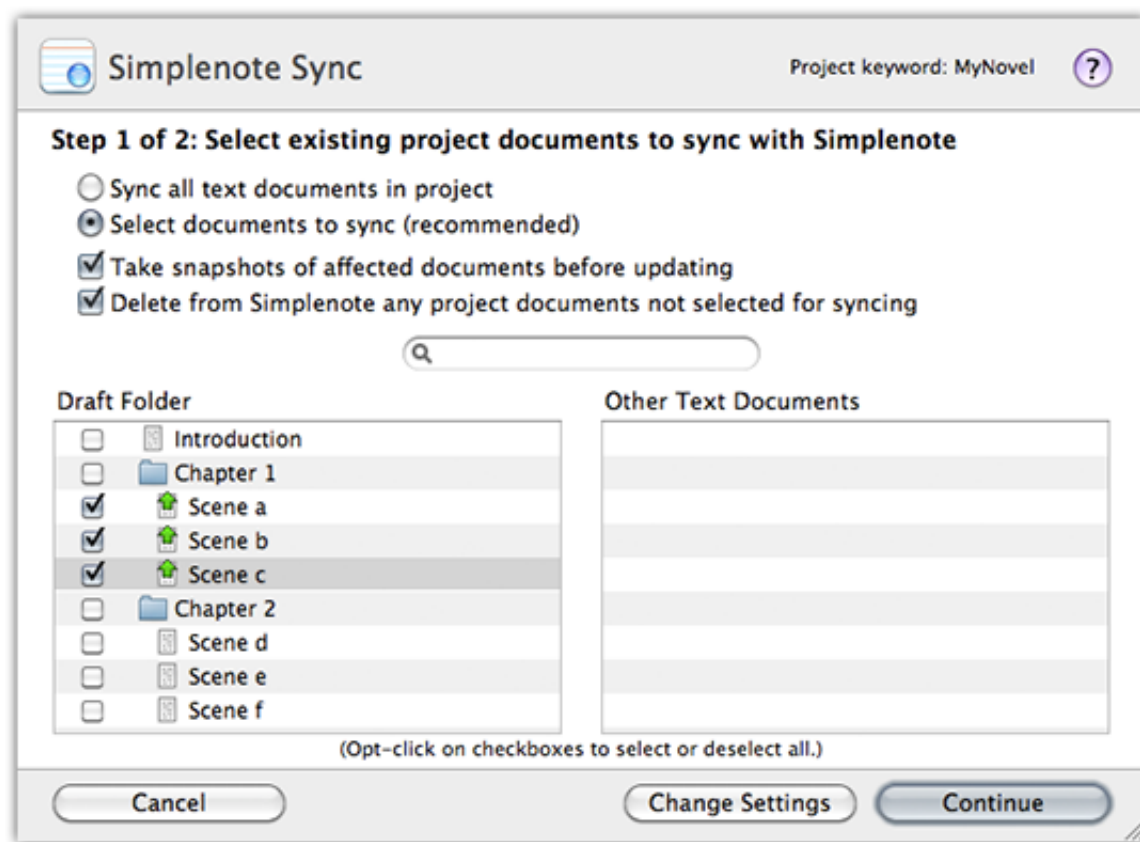 Simplenote Sync
Project keyword: MyNovel
?
Step 1 of 2: Select existing project documents to sync with Simplenote
Sync all text documents in project
Select documents to sync (recommended)
Take snapshots of affected documents before updating
Delete from Simplenote any project documents not selected for syncing
Draft Folder
Introduction
Chapter 1
Scene a
Scene b
Scene c
Chapter 2
Scene d
Scene e
Scene f
Other Text Documents
(Opt-click on checkboxes to select or deselect all.)
Cancel
Change Settings
Continue